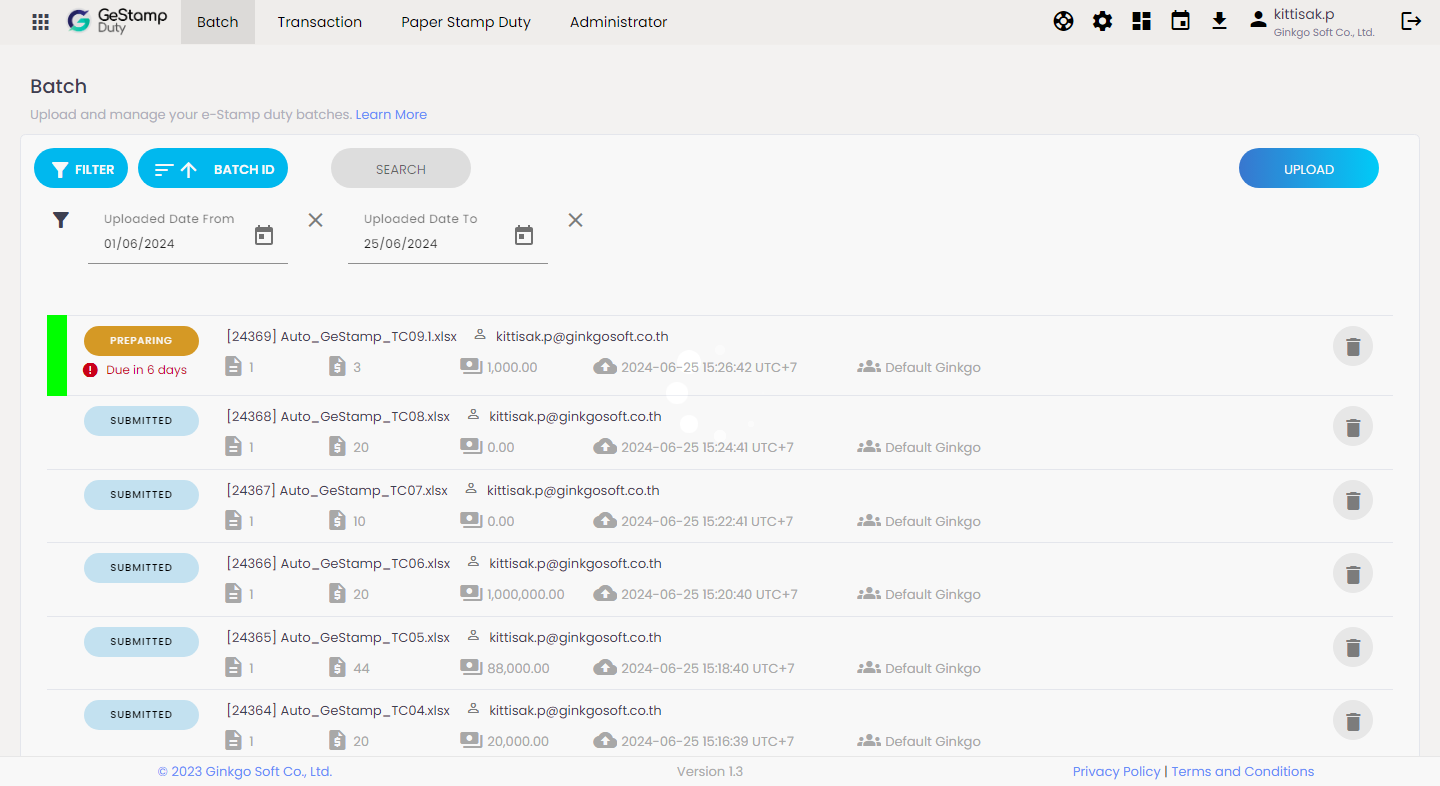 GeStamp
Duty
Batch Transaction Paper Stamp Duty Administrator
kittisak.p
Ginkgo Soft Co., Ltd.
Batch
Upload and manage your e-Stamp duty batches. Learn More
FILTER BATCH ID SEARCH UPLOAD
Uploaded Date From Uploaded Date To
01/06/2024 25/06/2024
PREPARING [24369] Auto_GeStamp_TC09.1.xlsx kittisak.p@ginkgosoft.co.th
Due in 6 days 1 3 1,000.00 2024-06-25 15:26:42 UTC+7 Default Ginkgo
SUBMITTED [24368] Auto_GeStamp_TC08.xlsx kittisak.p@ginkgosoft.co.th
1 20 0.00 2024-06-25 15:24:41 UTC+7 Default Ginkgo
SUBMITTED [24367] Auto_GeStamp_TC07.xlsx kittisak.p@ginkgosoft.co.th
1 10 0.00 2024-06-25 15:22:41 UTC+7 Default Ginkgo
SUBMITTED [24366] Auto_GeStamp_TC06.xlsx kittisak.p@ginkgosoft.co.th
1 20 1,000,000.00 2024-06-25 15:20:40 UTC+7 Default Ginkgo
SUBMITTED [24365] Auto_GeStamp_TC05.xlsx kittisak.p@ginkgosoft.co.th
1 44 88,000.00 2024-06-25 15:18:40 UTC+7 Default Ginkgo
SUBMITTED [24364] Auto_GeStamp_TC04.xlsx kittisak.p@ginkgosoft.co.th
1 20 20,000.00 2024-06-25 15:16:39 UTC+7 Default Ginkgo
© 2023 Ginkgo Soft Co., Ltd. Version 1.3 Privacy Policy | Terms and Conditions